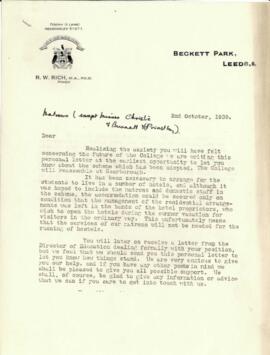 HEADINGLEY 51671
BECKETT PARK,
LEEDS. 6.
R. W. RICH, M.A., PH.D.
2nd October, 1939.
Matrons (except Misses Christie
& Burnell & Priestley).
Dear
Realising the anxiety you will have felt
concerning the future of the College we are writing this
personal letter at the earliest opportunity to let you
know about the scheme which has been adopted. The College
will reassemble at Scarborough.
It has been necessary to arrange for the
students to live in a number of hotels, and although it
was hoped to include the matrons and domestic staff in
the scheme, the accommodation could be secured only on
condition that the management of the residential arrange-
ments was left in the hands of the hotel proprietors, who
wish to open the hotels during the summer vacation for
visitors in the ordinary way. This unfortunately means
that the services of our matrons will not be needed for the
running of hostels.
You will later on receive a letter from the
Director of Education dealing formally with your position,
but we feel that we should send you this personal letter to
let you know how things stand. We are very anxious to give
you our help, and if you have any other posts in mind we
shall be pleased to give you all possible support. We
shall, of course, be glad to give any information or advice
that we can if you care to get into touch with us.